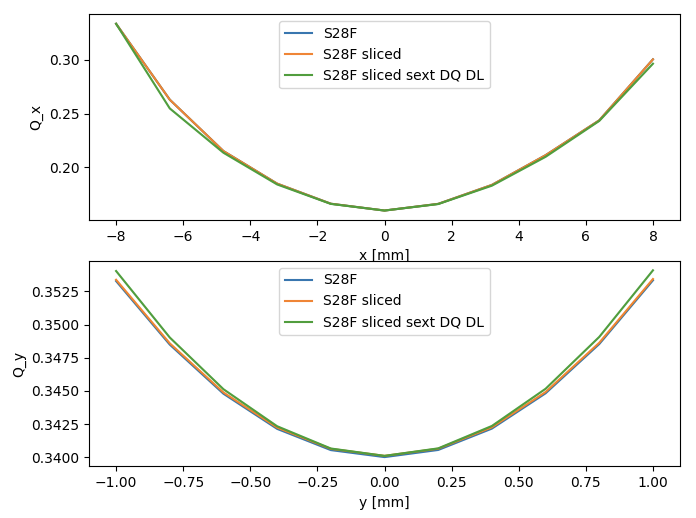 S28F
S28F sliced
S28F sliced sext DQ DL
0.30
0.25
0.20
Q_x
−8 −6 −4 −2 0 2 4 6 8
x [mm]
S28F
S28F sliced
S28F sliced sext DQ DL
0.3525
0.3500
0.3475
0.3450
0.3425
0.3400
Q_y
−1.00 −0.75 −0.50 −0.25 0.00 0.25 0.50 0.75 1.00
y [mm]